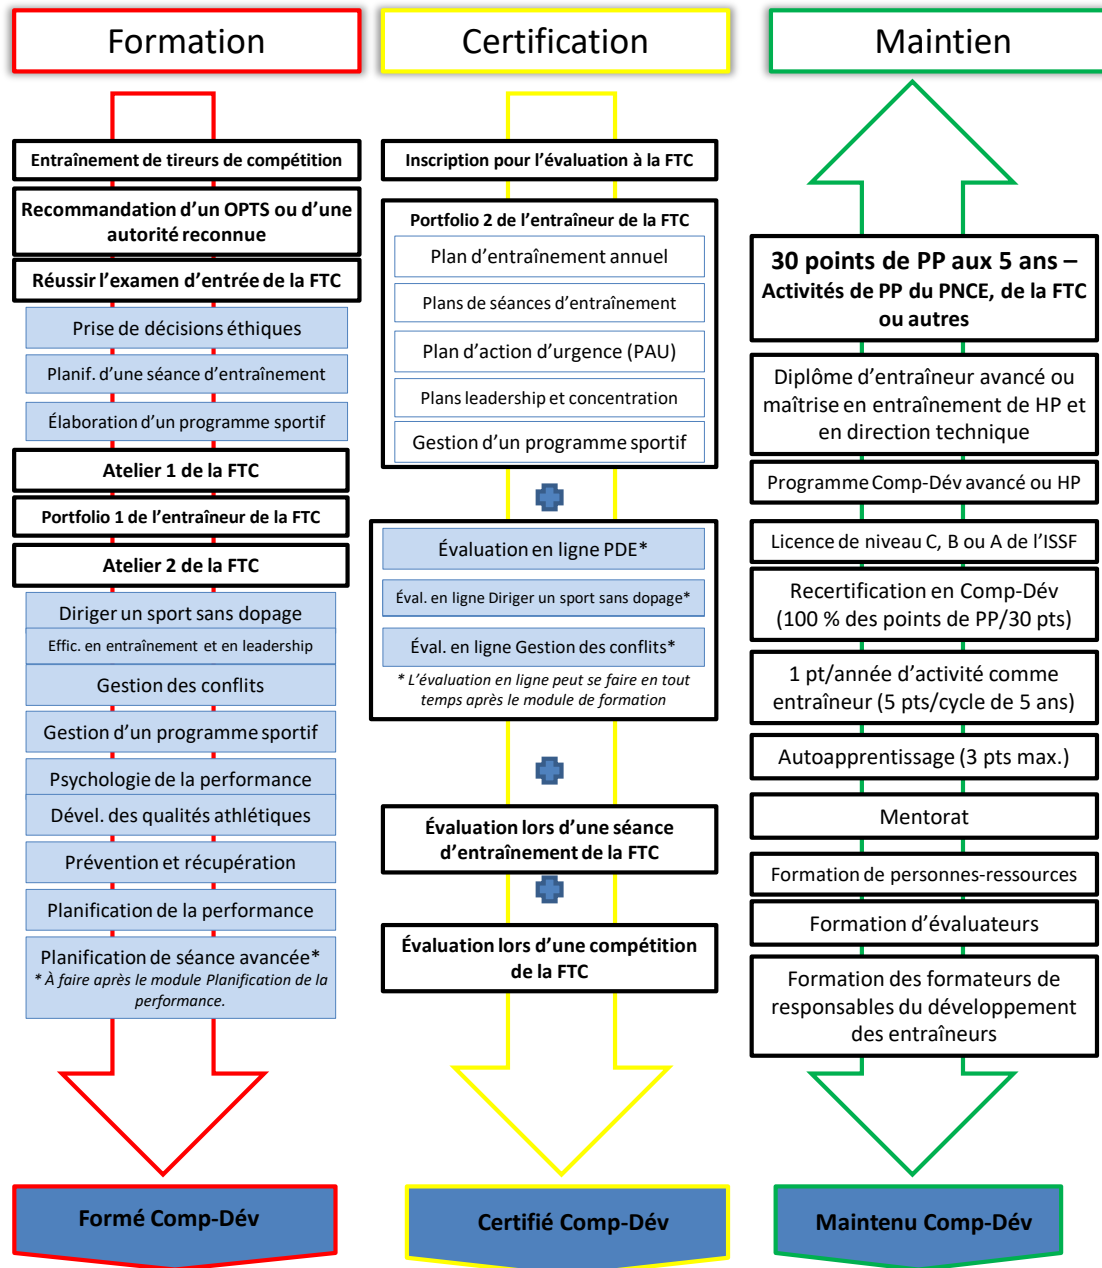 Formation
Entraînement de tireurs de compétition
Recommandation d'un OPTS ou d'une
autorité reconnue
Réussir l'examen d'entrée de la FTC
Prise de décisions éthiques
Planif. d'une séance d'entraînement
Élaboration d'un programme sportif
Atelier 1 de la FTC
Portfolio 1 de l'entraîneur de la FTC
Atelier 2 de la FTC
Diriger un sport sans dopage
Effic. en entraînement et en leadership
Gestion des conflits
Gestion d'un programme sportif
Psychologie de la performance
Dével. des qualités athlétiques
Prévention et récupération
Planification de la performance
Planification de séance avancée*
* À faire après le module Planification de la
performance.
Formé Comp-Dév
Certification
Inscription pour l'évaluation à la FTC
Portfolio 2 de l'entraîneur de la FTC
Plan d'entraînement annuel
Plans de séances d'entraînement
Plan d'action d'urgence (PAU)
Plans leadership et concentration
Gestion d'un programme sportif
Évaluation en ligne PDE*
Éval. en ligne Diriger un sport sans dopage*
Éval. en ligne Gestion des conflits*
* L'évaluation en ligne peut se faire en tout
temps après le module de formation
Évaluation lors d'une séance
d'entraînement de la FTC
Évaluation lors d'une compétition
de la FTC
Certifié Comp-Dév
Maintien
30 points de PP aux 5 ans –
Activités de PP du PNCE, de la FTC
ou autres
Diplôme d'entraîneur avancé ou
maîtrise en entraînement de HP et
en direction technique
Programme Comp-Dév avancé ou HP
Licence de niveau C, B ou A de l'ISSF
Recertification en Comp-Dév
(100 % des points de PP/30 pts)
1 pt/année d'activité comme
entraîneur (5 pts/cycle de 5 ans)
Autoapprentissage (3 pts max.)
Mentorat
Formation de personnes-ressources
Formation d'évaluateurs
Formation des formateurs de
responsables du développement
des entraîneurs
Maintenu Comp-Dév